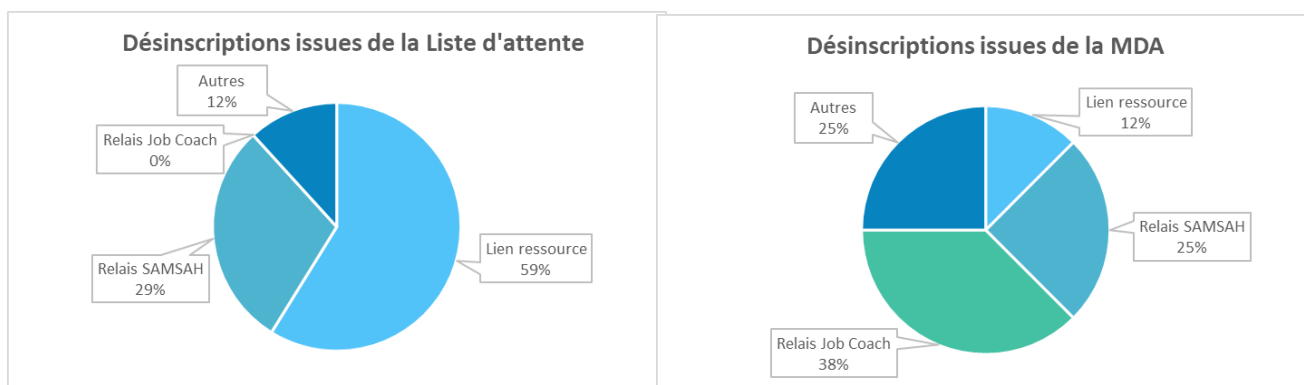 Désinscriptions issues de la Liste d'attente
Autres
12%
Relais Job Coach
0%
Relais SAMSAH
29%
Lien ressource
59%
Désinscriptions issues de la MDA
Autres
25%
Lien ressource
12%
Relais SAMSAH
25%
Relais Job Coach
38%